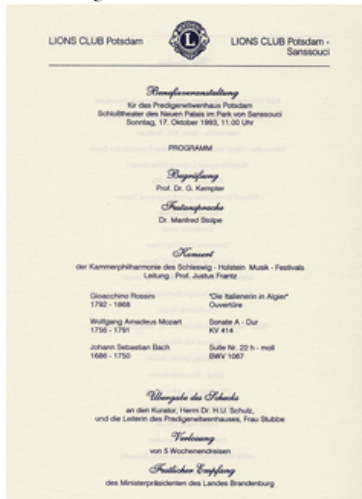 LIONS CLUB Potsdam
LIONS CLUB Potsdam -
Sanssouci
Benefizveranstaltung
für das Predigerwitwenhaus Potsdam
Schloßtheater des Neuen Palais im Park von Sanssouci
Sonntag, 17. Oktober 1993, 11.00 Uhr
PROGRAMM
Begrüßung
Prof. Dr. G. Kempter
Festansprache
Dr. Manfred Stolpe
Konzert
der Kammerphilharmonie des Schleswig - Holstein Musik - Festivals
Leitung : Prof. Justus Frantz
Gioacchino Rossini "Die Italienerin in Algier"
1792 - 1868 Ouvertüre
Wolfgang Amadeus Mozart Sonate A - Dur
1756 - 1791 KV 414
Johann Sebastian Bach Suite Nr. 22 h - moll
1686 - 1750 BWV 1067
Übergabe des Schecks
an den Kurator, Herrn Dr. H.U. Schulz,
und die Leiterin des Predigerwitwenhauses, Frau Stubbe
Verlosung
von 5 Wochenendreisen
Festlicher Empfang
des Ministerpräsidenten des Landes Brandenburg